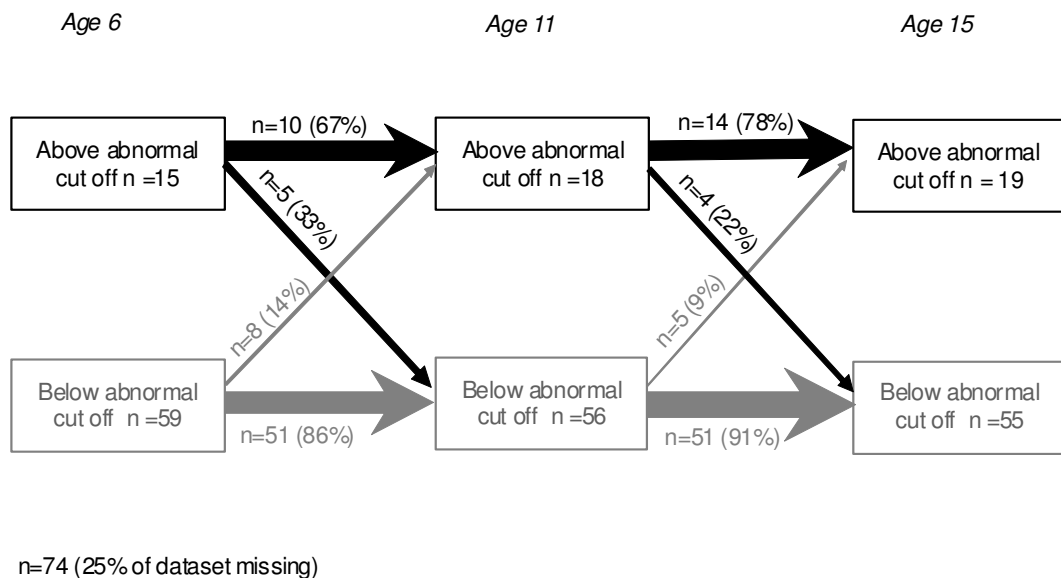 Age 6
Age 11
Age 15
n=10 (67%)
n=14 (78%)
Above abnormal
cut off n =15
Above abnormal
cut off n =18
Above abnormal
cut off n = 19
n=5 (33%)
n=4 (22%)
n=8 (14%)
n=5 (9%)
Below abnormal
cut off n =59
Below abnormal
cut off n =56
Below abnormal
cut off n =55
n=51 (86%)
n=51 (91%)
n=74 (25% of dataset missing)